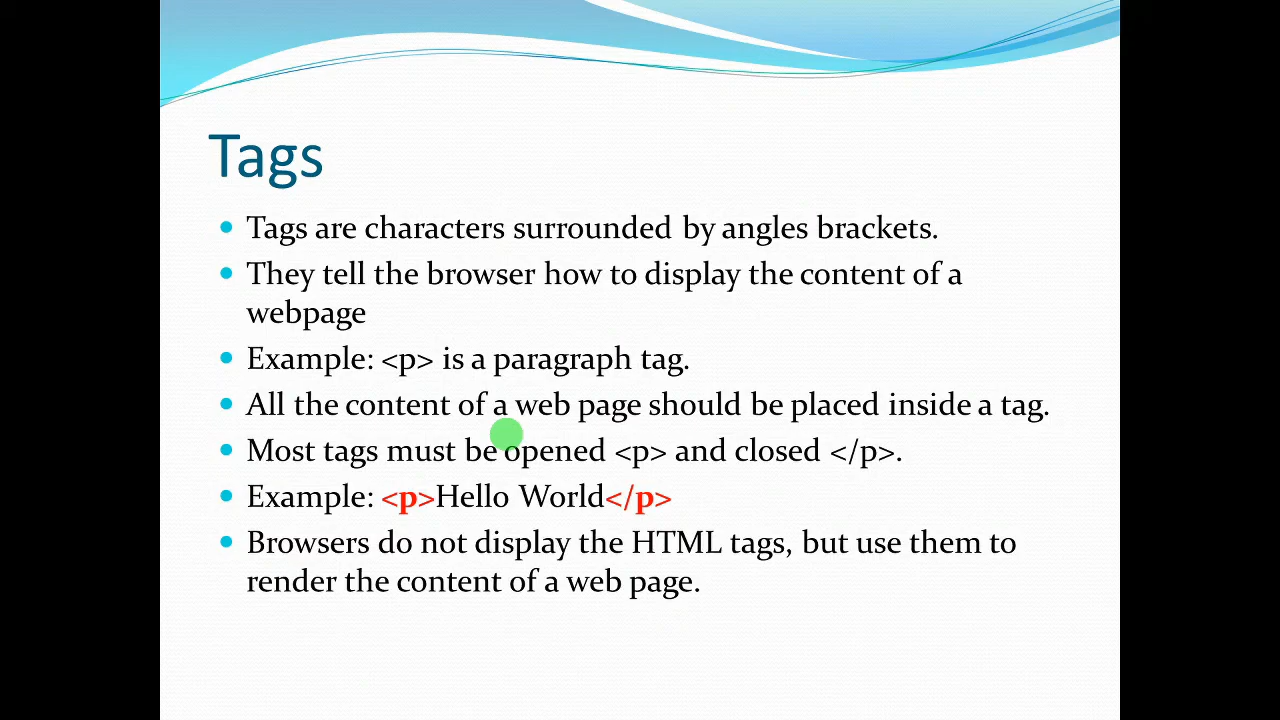 Tags
Tags are characters surrounded by angles brackets.
They tell the browser how to display the content of a
webpage
Example: <p> is a paragraph tag.
All the content of a web page should be placed inside a tag.
Most tags must be opened <p> and closed </p>.
Example: <p>Hello World</p>
Browsers do not display the HTML tags, but use them to
render the content of a web page.